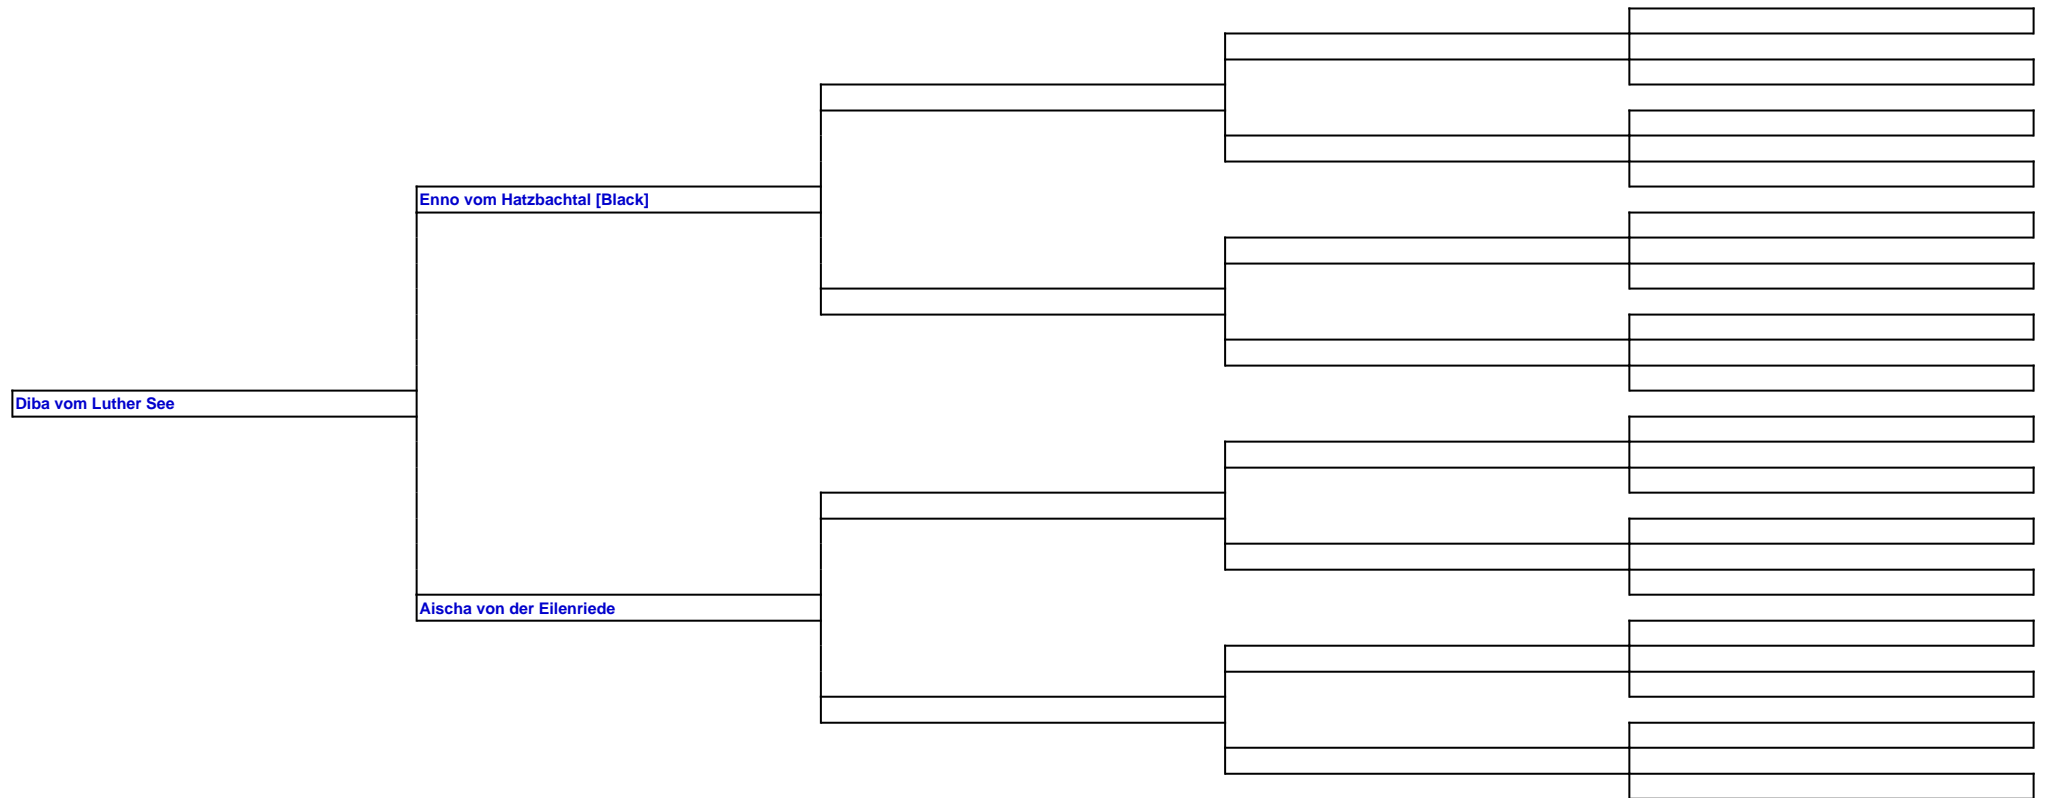 Enno vom Hatzbachtal [Black]
Diba vom Luther See
Aischa von der Eilenriede